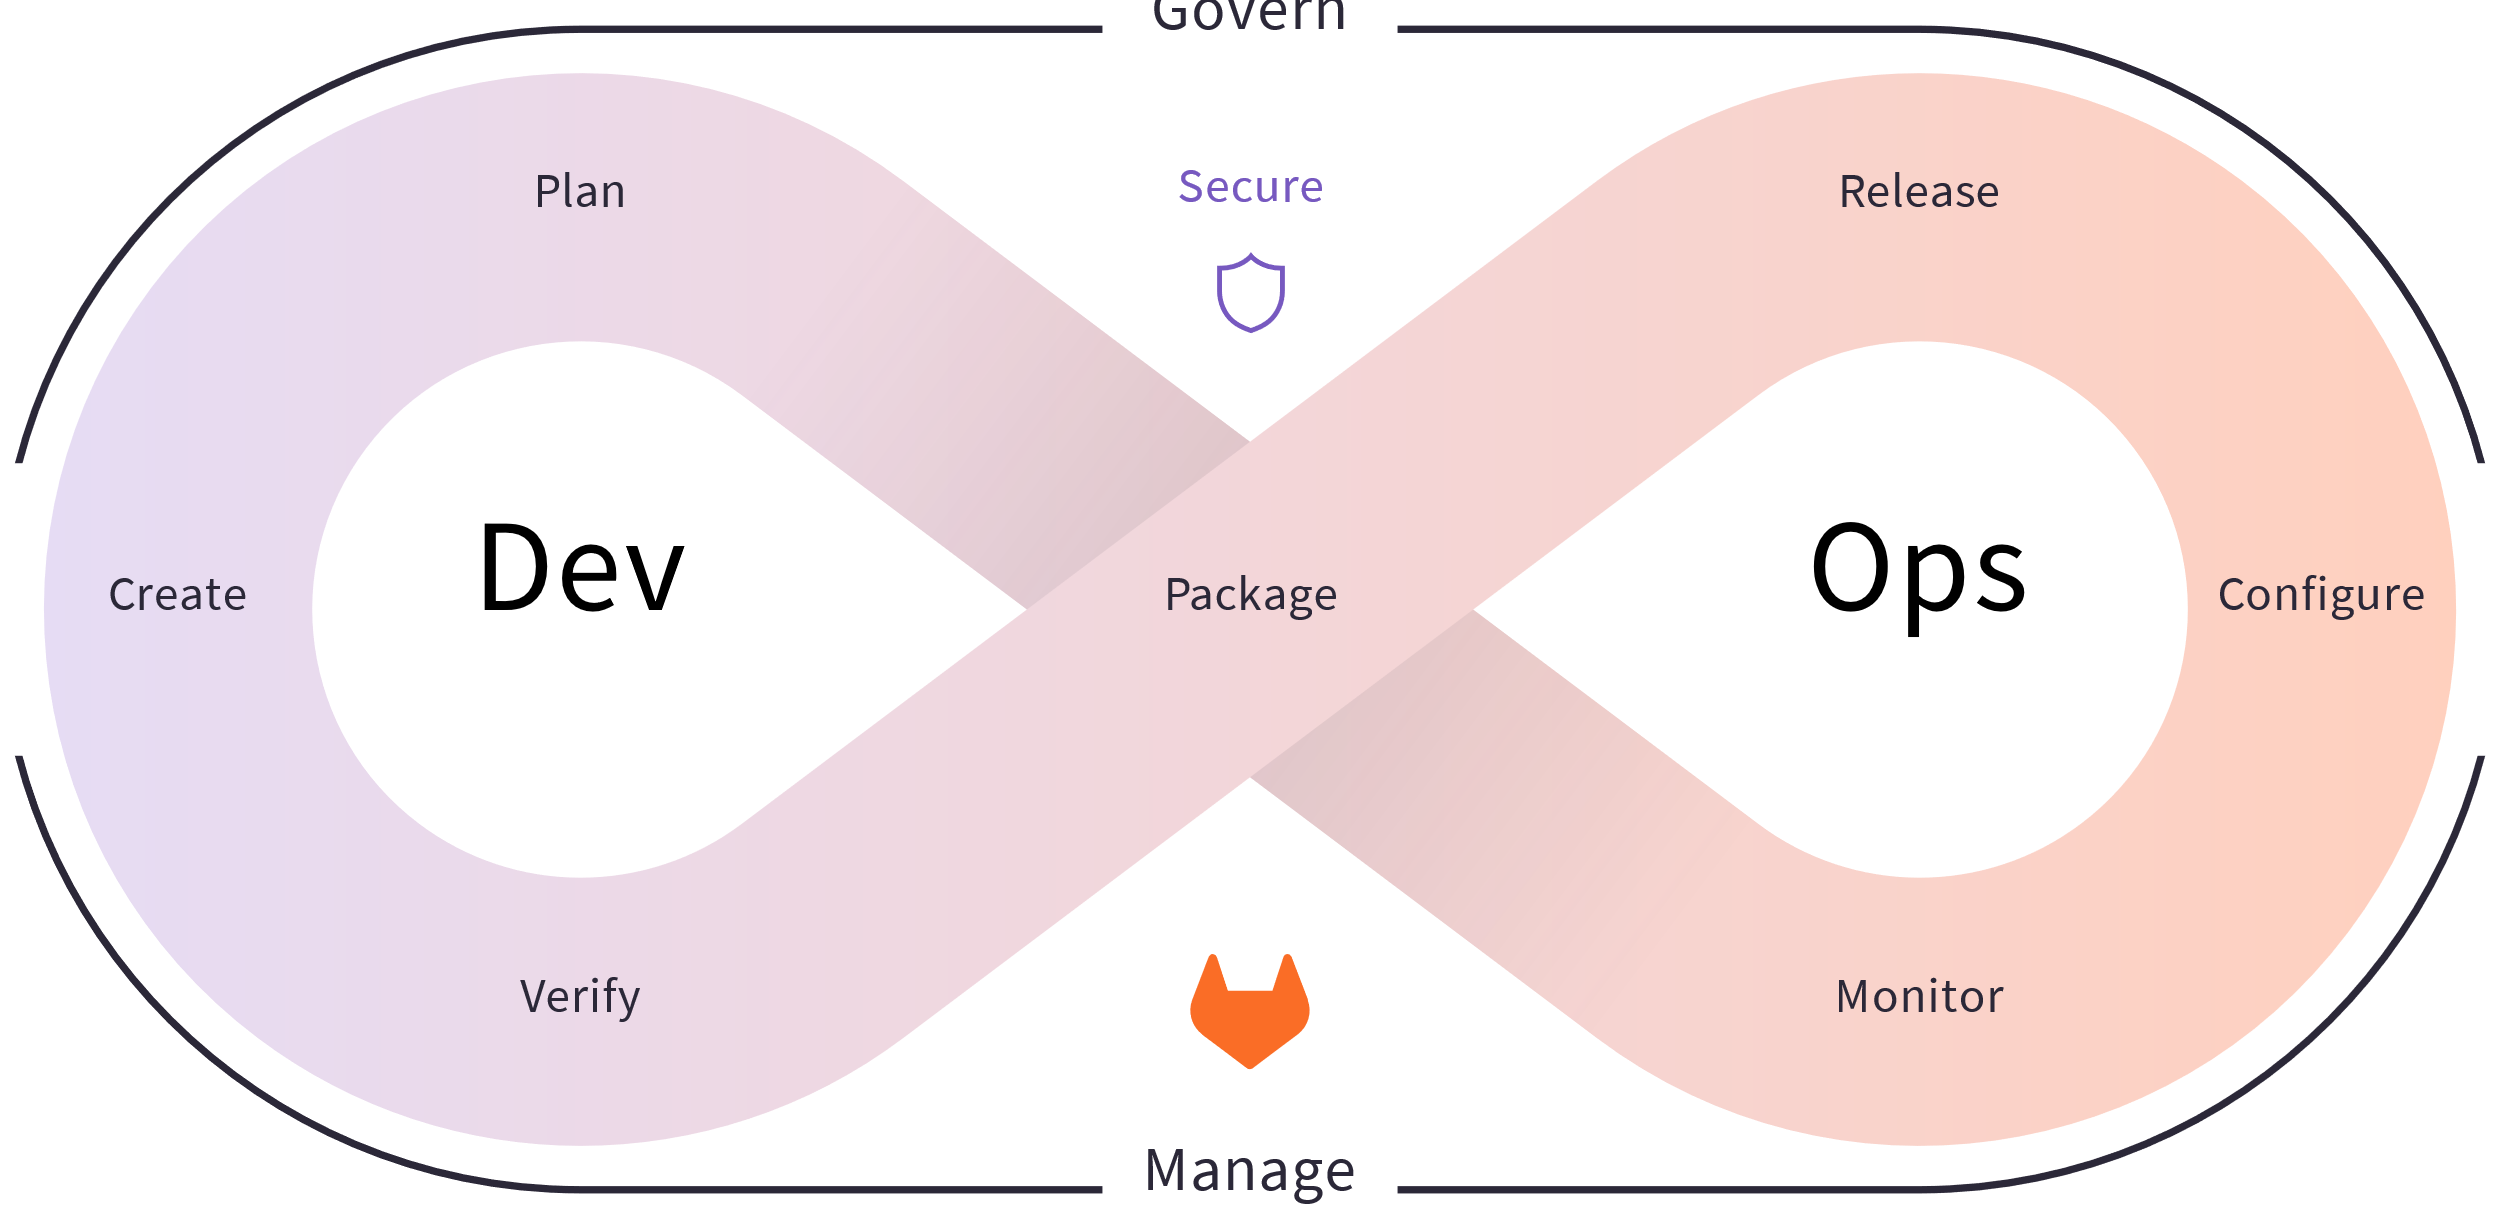 Govern
Secure
Plan
Release
Dev
Ops
Create
Package
Configure
Verify
Monitor
Manage